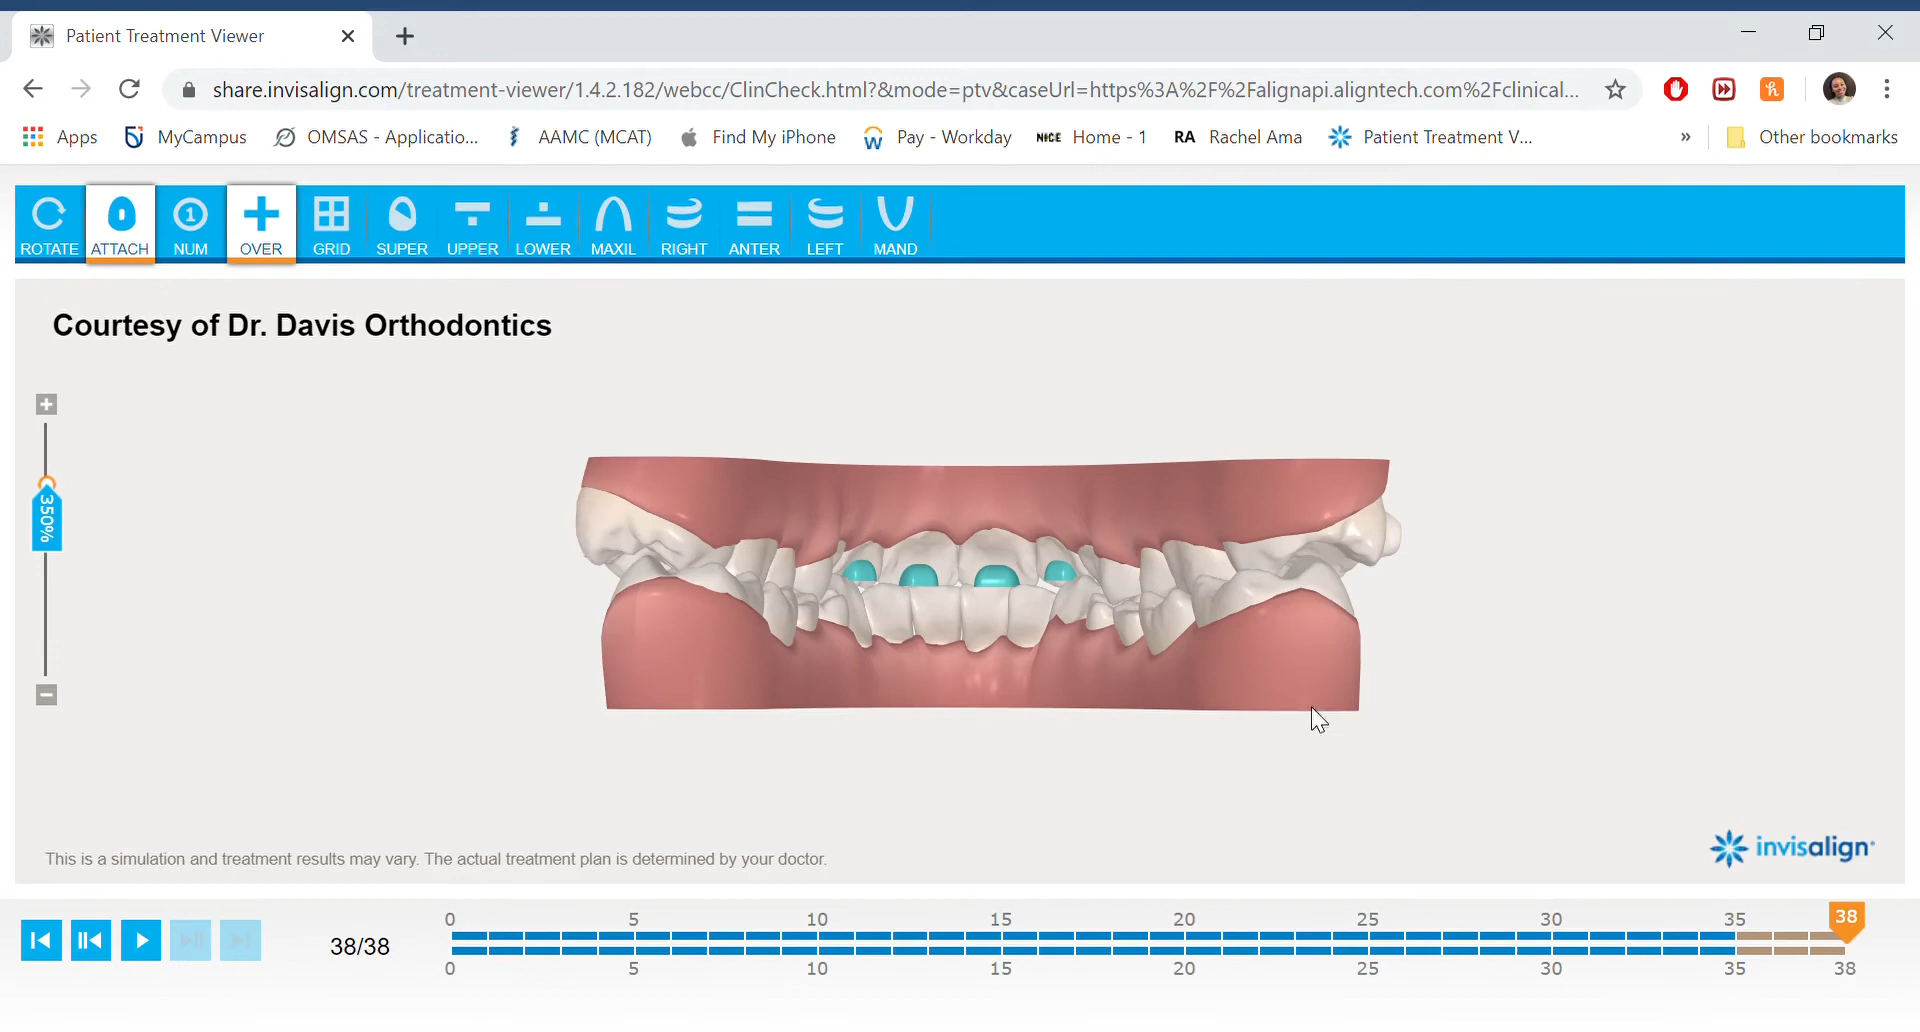 Patient Treatment Viewer
share.invisalign.com/treatment-viewer/1.4.2.182/webcc/ClinCheck.html?&mode=ptv&caseUrl=https%3A%2F%2Falignapi.aligntech.com%2Fclinical...
Apps MyCampus OMSAS - Applicatio... AAMC (MCAT) Find My iPhone Pay - Workday NICE Home - 1 RA Rachel Ama Patient Treatment V... » Other bookmarks
1
ROTATE ATTACH NUM OVER GRID SUPER UPPER LOWER MAXIL RIGHT ANTER LEFT MAND
Courtesy of Dr. Davis Orthodontics
350%
invisalign
This is a simulation and treatment results may vary. The actual treatment plan is determined by your doctor.
0 5 10 15 20 25 30 35 38
38/38
0 5 10 15 20 25 30 35 38